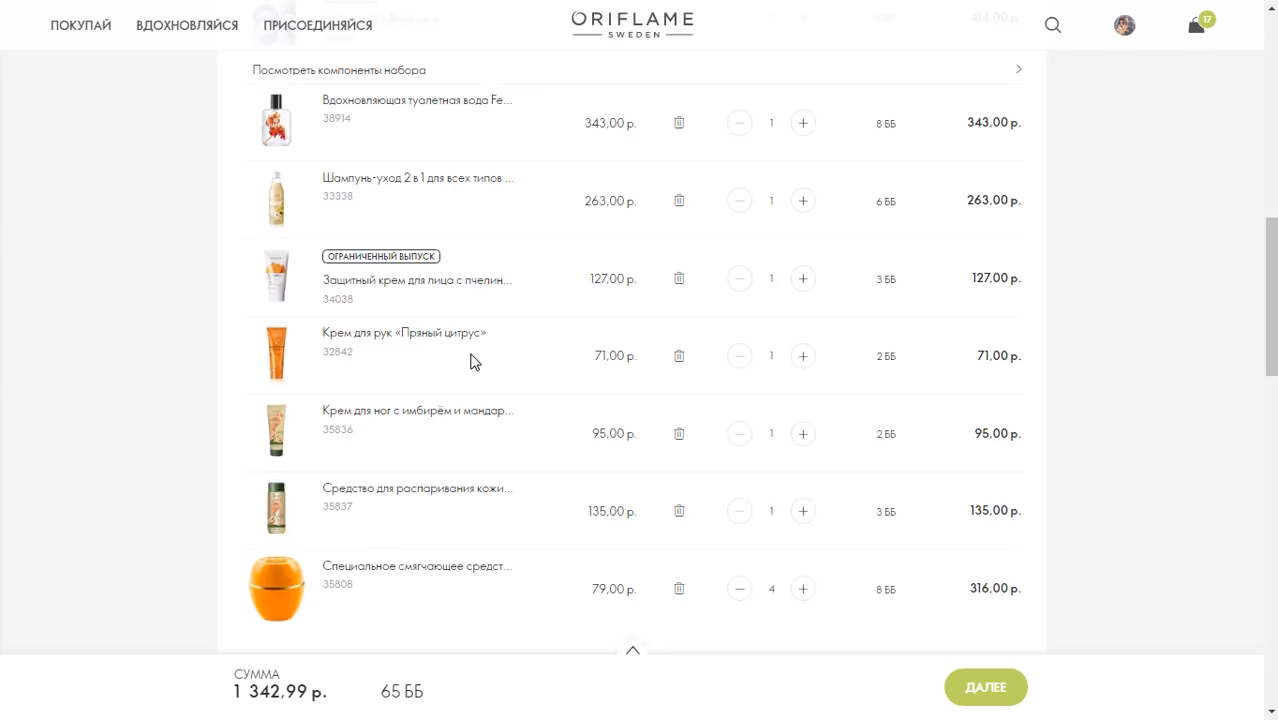 ПОКУПАЙ ВДОХНОВЛЯЙСЯ ПРИСОЕДИНЯЙСЯ
ORIFLAME
SWEDEN
17
414,00 р.
Посмотреть компоненты набора
Вдохновляющая туалетная вода Fe...
38914
343,00 р. 1 8 ББ 343,00 р.
Шампунь-уход 2 в 1 для всех типов ...
33338
263,00 р. 1 6 ББ 263,00 р.
ОГРАНИЧЕННЫЙ ВЫПУСК
Защитный крем для лица с пчелин...
34038
127,00 р. 1 3 ББ 127,00 р.
Крем для рук «Пряный цитрус»
32842
71,00 р. 1 2 ББ 71,00 р.
Крем для ног с имбирём и мандар...
35836
95,00 р. 1 2 ББ 95,00 р.
Средство для распаривания кожи...
35837
135,00 р. 1 3 ББ 135,00 р.
Специальное смягчающее средст...
35808
79,00 р. 4 8 ББ 316,00 р.
СУММА
1 342,99 р. 65 ББ
ДАЛЕЕ